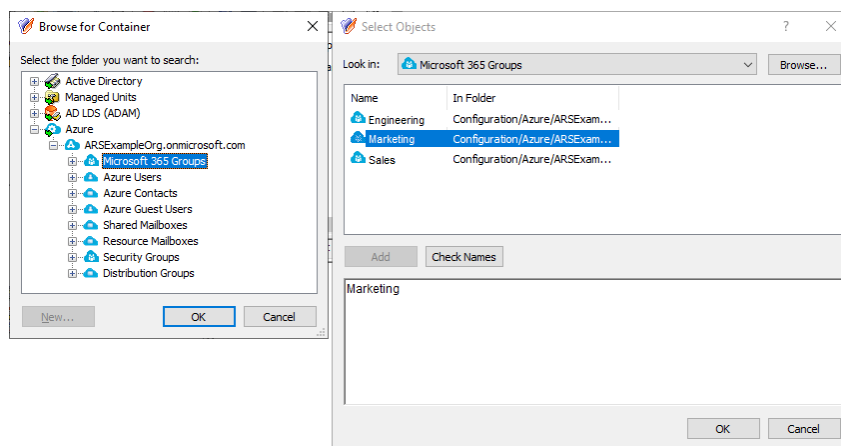 Browse for Container
Select the folder you want to search:
Active Directory
Managed Units
AD LDS (ADAM)
Azure
ARSExampleOrg.onmicrosoft.com
Microsoft 365 Groups
Azure Users
Azure Contacts
Azure Guest Users
Shared Mailboxes
Resource Mailboxes
Security Groups
Distribution Groups
New...
OK
Cancel
Select Objects
?
Look in:
Microsoft 365 Groups
Browse...
Name In Folder
Engineering Configuration/Azure/ARSExam...
Marketing Configuration/Azure/ARSExam...
Sales Configuration/Azure/ARSExam...
Add
Check Names
Marketing
OK
Cancel